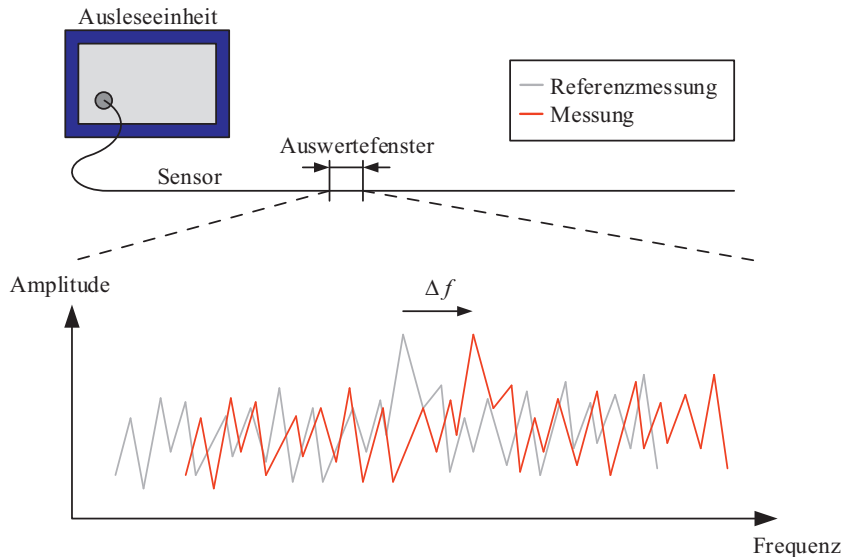 Ausleseeinheit
Referenzmessung
Messung
Auswertefenster
Sensor
Amplitude
Δf
Frequenz